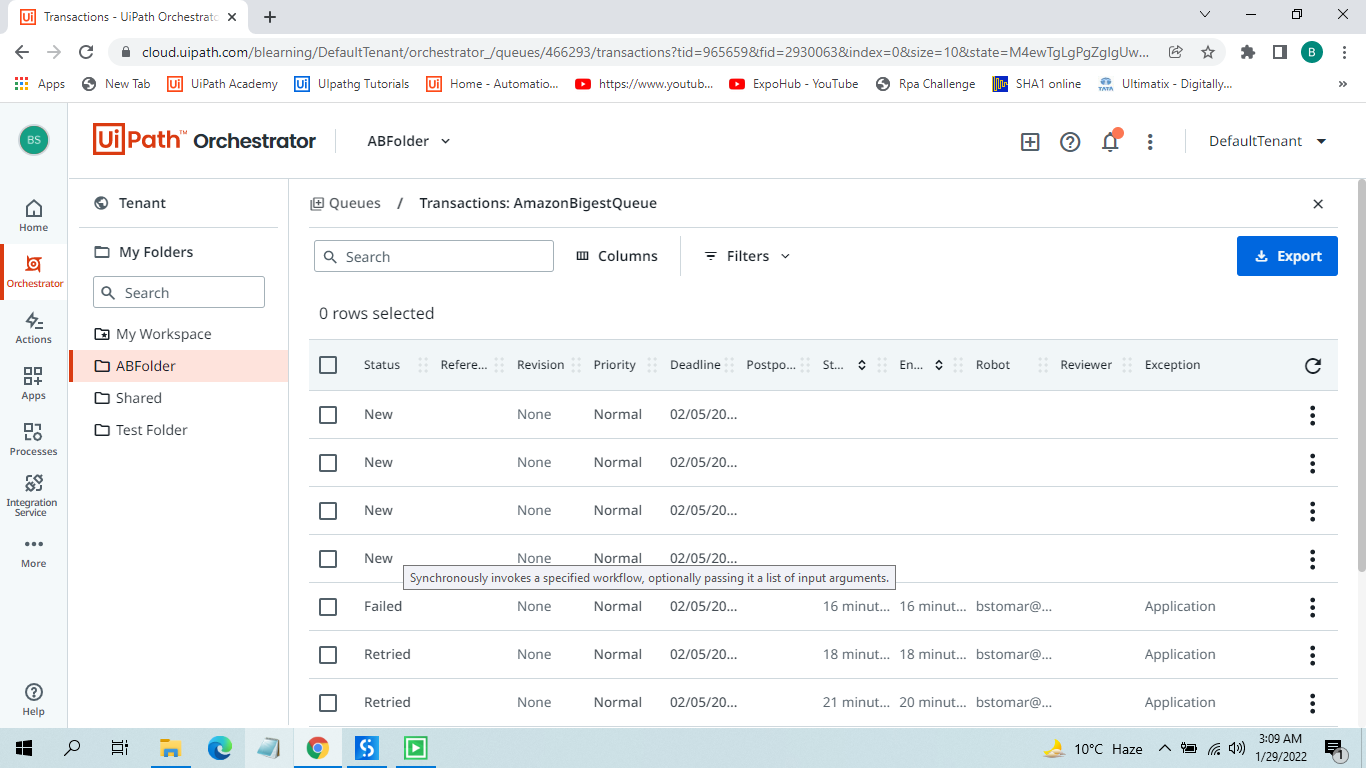 Transactions - UiPath Orchestrato
cloud.uipath.com/blearning/DefaultTenant/orchestrator_/queues/466293/transactions?tid=965659&fid=2930063&index=0&size=10&state=M4ewTgLgPgZgIgUw...
B
Apps
New Tab
UiPath Academy
UIpathg Tutorials
Home - Automatio...
https://www.youtub...
ExpoHub - YouTube
Rpa Challenge
SHA1 online
Ultimatix - Digitally...
BS
UiPath™ Orchestrator
ABFolder
DefaultTenant
Home
Orchestrator
Actions
Apps
Processes
Integration
Service
More
Help
Tenant
My Folders
Search
My Workspace
ABFolder
Shared
Test Folder
Queues / Transactions: AmazonBigestQueue
Search Columns Filters Export
0 rows selected
Status Refere... Revision Priority Deadline Postpo... St... En... Robot Reviewer Exception
New None Normal 02/05/20...
New None Normal 02/05/20...
New None Normal 02/05/20...
New None Normal 02/05/20...
Synchronously invokes a specified workflow, optionally passing it a list of input arguments.
Failed None Normal 02/05/20... 16 minut... 16 minut... bstomar@... Application
Retried None Normal 02/05/20... 18 minut... 18 minut... bstomar@... Application
Retried None Normal 02/05/20... 21 minut... 20 minut... bstomar@... Application
10°C Haze
3:09 AM
1/29/2022
1